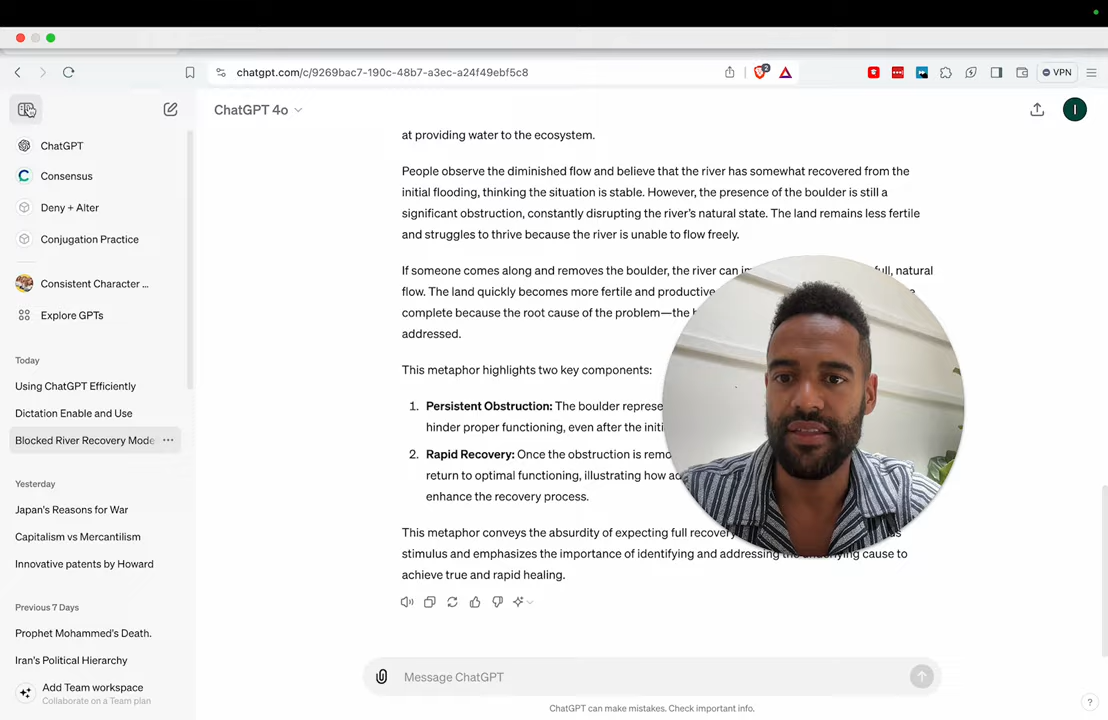 chatgpt.com/c/9269bac7-190c-48b7-a3ec-a24f49ebf5c8
2
VPN
ChatGPT 4o
I
ChatGPT
Consensus
Deny + Alter
Conjugation Practice
Consistent Character ...
Explore GPTs
Today
Using ChatGPT Efficiently
Dictation Enable and Use
Blocked River Recovery Mode
Yesterday
Japan's Reasons for War
Capitalism vs Mercantilism
Innovative patents by Howard
Previous 7 Days
Prophet Mohammed's Death.
Iran's Political Hierarchy
Add Team workspace
Collaborate on a Team plan
at providing water to the ecosystem.
People observe the diminished flow and believe that the river has somewhat recovered from the
initial flooding, thinking the situation is stable. However, the presence of the boulder is still a
significant obstruction, constantly disrupting the river's natural state. The land remains less fertile
and struggles to thrive because the river is unable to flow freely.
If someone comes along and removes the boulder, the river can full, natural
flow. The land quickly becomes more fertile and productive
complete because the root cause of the problem—the
addressed.
This metaphor highlights two key components:
1. Persistent Obstruction: The boulder
hinder proper functioning, even after the
2. Rapid Recovery: Once the obstruction is
return to optimal functioning, illustrating how
enhance the recovery process.
This metaphor conveys the absurdity of expecting full recovery
stimulus and emphasizes the importance of identifying and addressing the underlying cause to
achieve true and rapid healing.
Message ChatGPT
ChatGPT can make mistakes. Check important info.
?